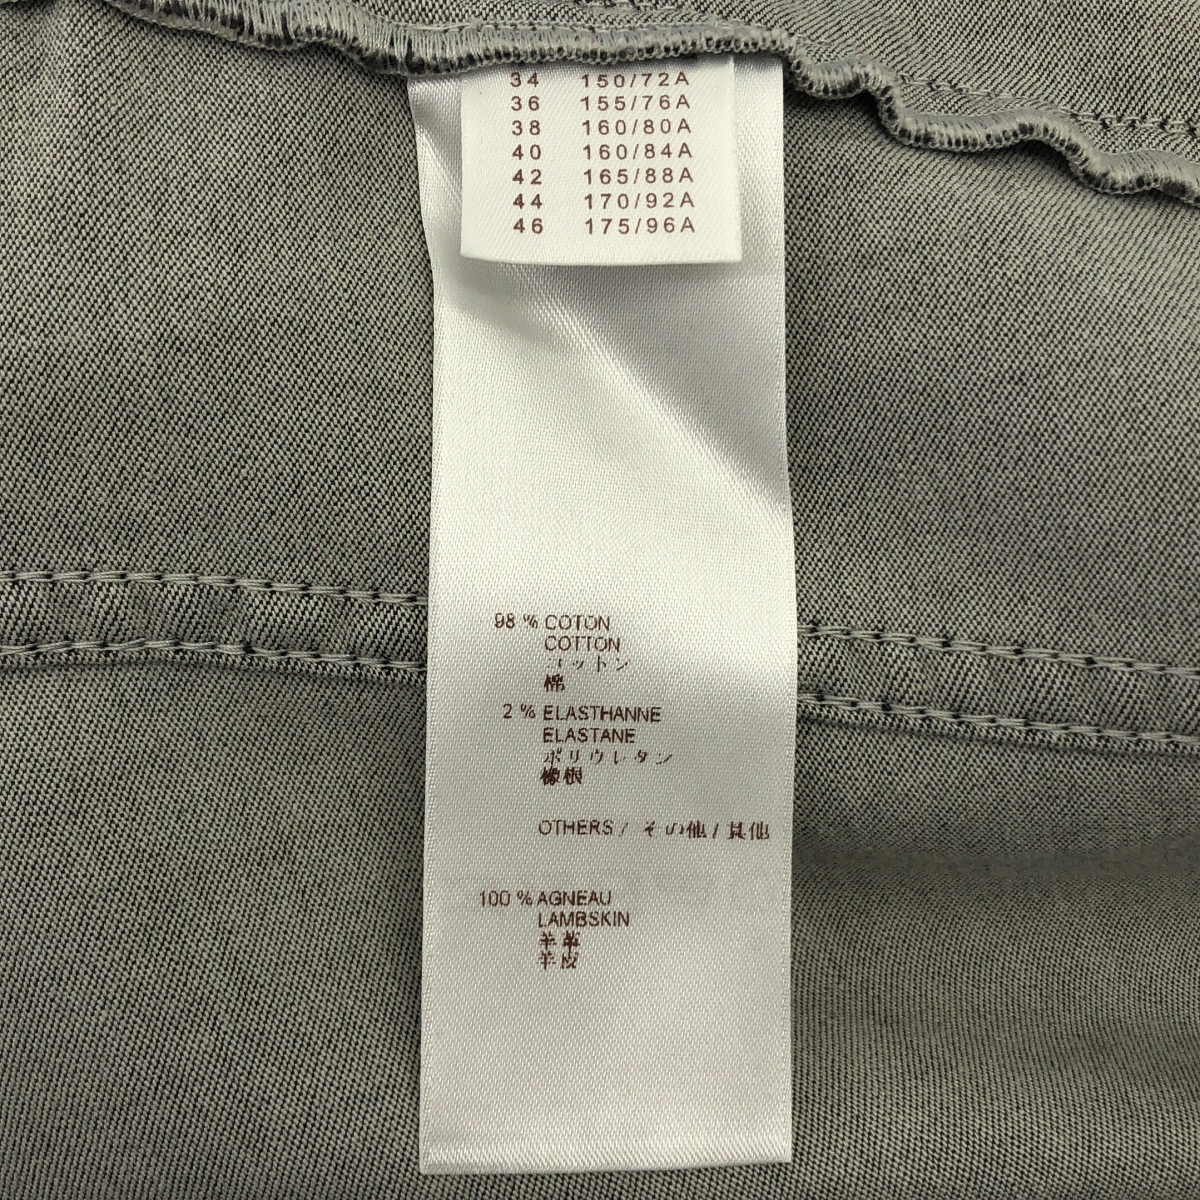 34 150/72A
36 155/76A
38 160/80A
40 160/84A
42 165/88A
44 170/92A
46 175/96A
98 % COTON
COTTON
コットン
棉
2 % ELASTHANNE
ELASTANE
ポリウレタン
橡根
OTHERS / その他 / 其他
100 % AGNEAU
LAMBSKIN
羊革
羊皮